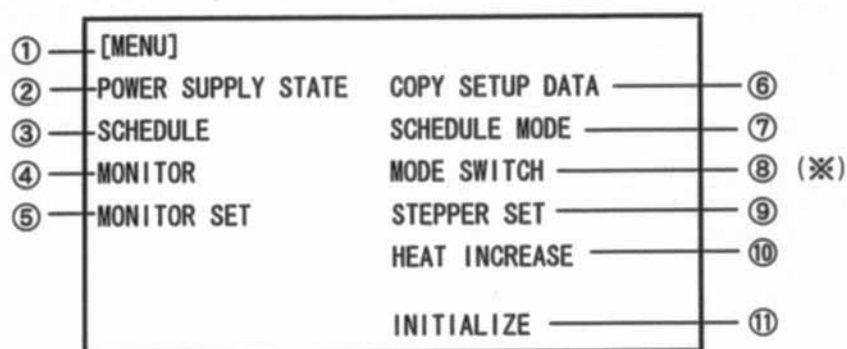 ① [MENU]
② POWER SUPPLY STATE COPY SETUP DATA ⑥
③ SCHEDULE SCHEDULE MODE ⑦
④ MONITOR MODE SWITCH ⑧ (※)
⑤ MONITOR SET STEPPER SET ⑨
HEAT INCREASE ⑩
INITIALIZE ⑪